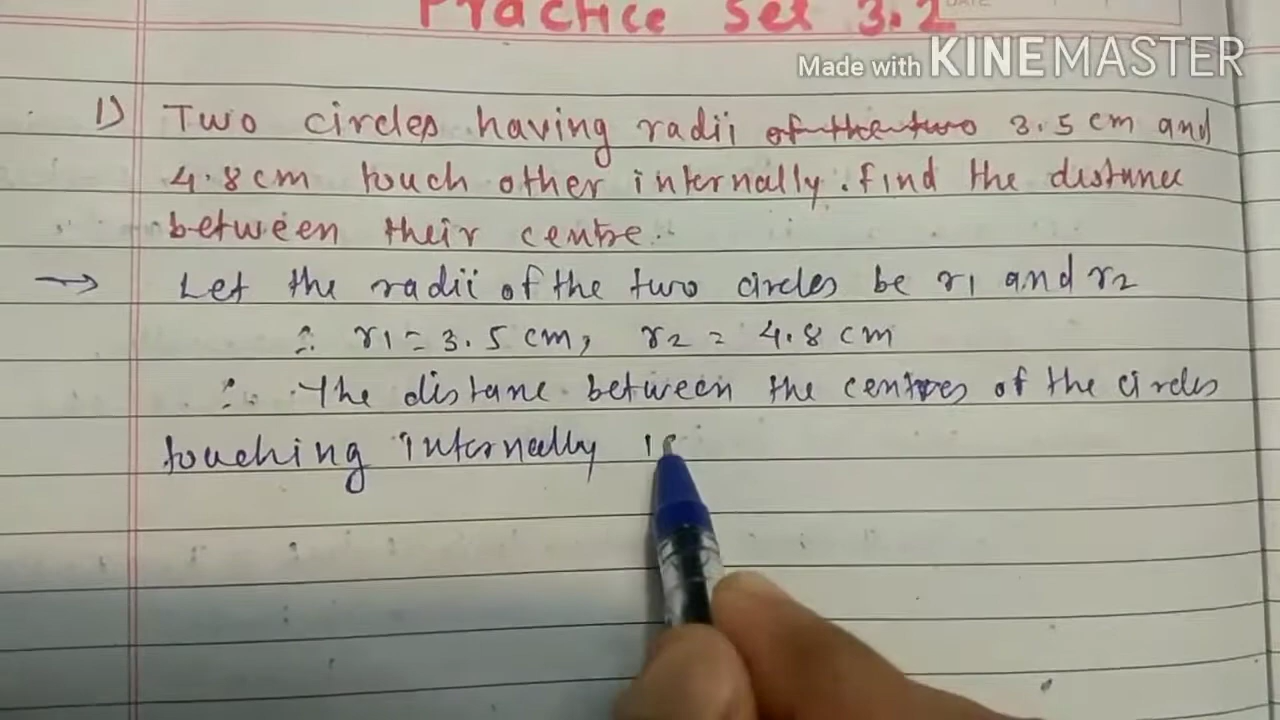 Practice Set 3.2
DATE
Made with KINEMASTER
1) Two circles having radii of the two 3.5 cm and
4.8cm touch other internally. find the distance
between their centre.
→ Let the radii of the two circles be r1 and r2
∴ r1 = 3.5 cm, r2 = 4.8 cm
∴ The distane between the centres of the circles
touching internally is